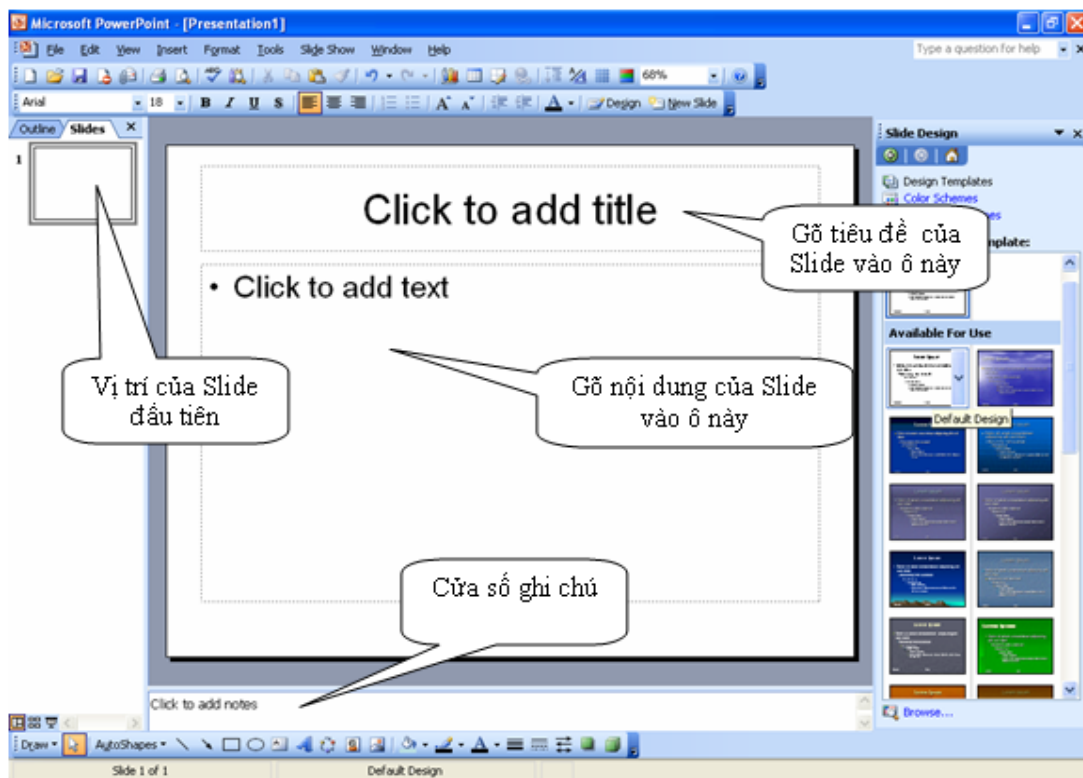 Microsoft PowerPoint - [Presentation1]
File Edit View Insert Format Tools Slide Show Window Help
Type a question for help
68%
Arial 18 B I U S Design New Slide
Outline Slides
1
Click to add title
Click to add text
Vị trí của Slide
đầu tiên
Gõ tiêu đề của
Slide vào ô này
Gõ nội dung của Slide
vào ô này
Cửa sổ ghi chú
Click to add notes
Slide Design
Design Templates
Color Schemes
Available For Use
Default Design
Browse...
Draw AutoShapes
Slide 1 of 1 Default Design